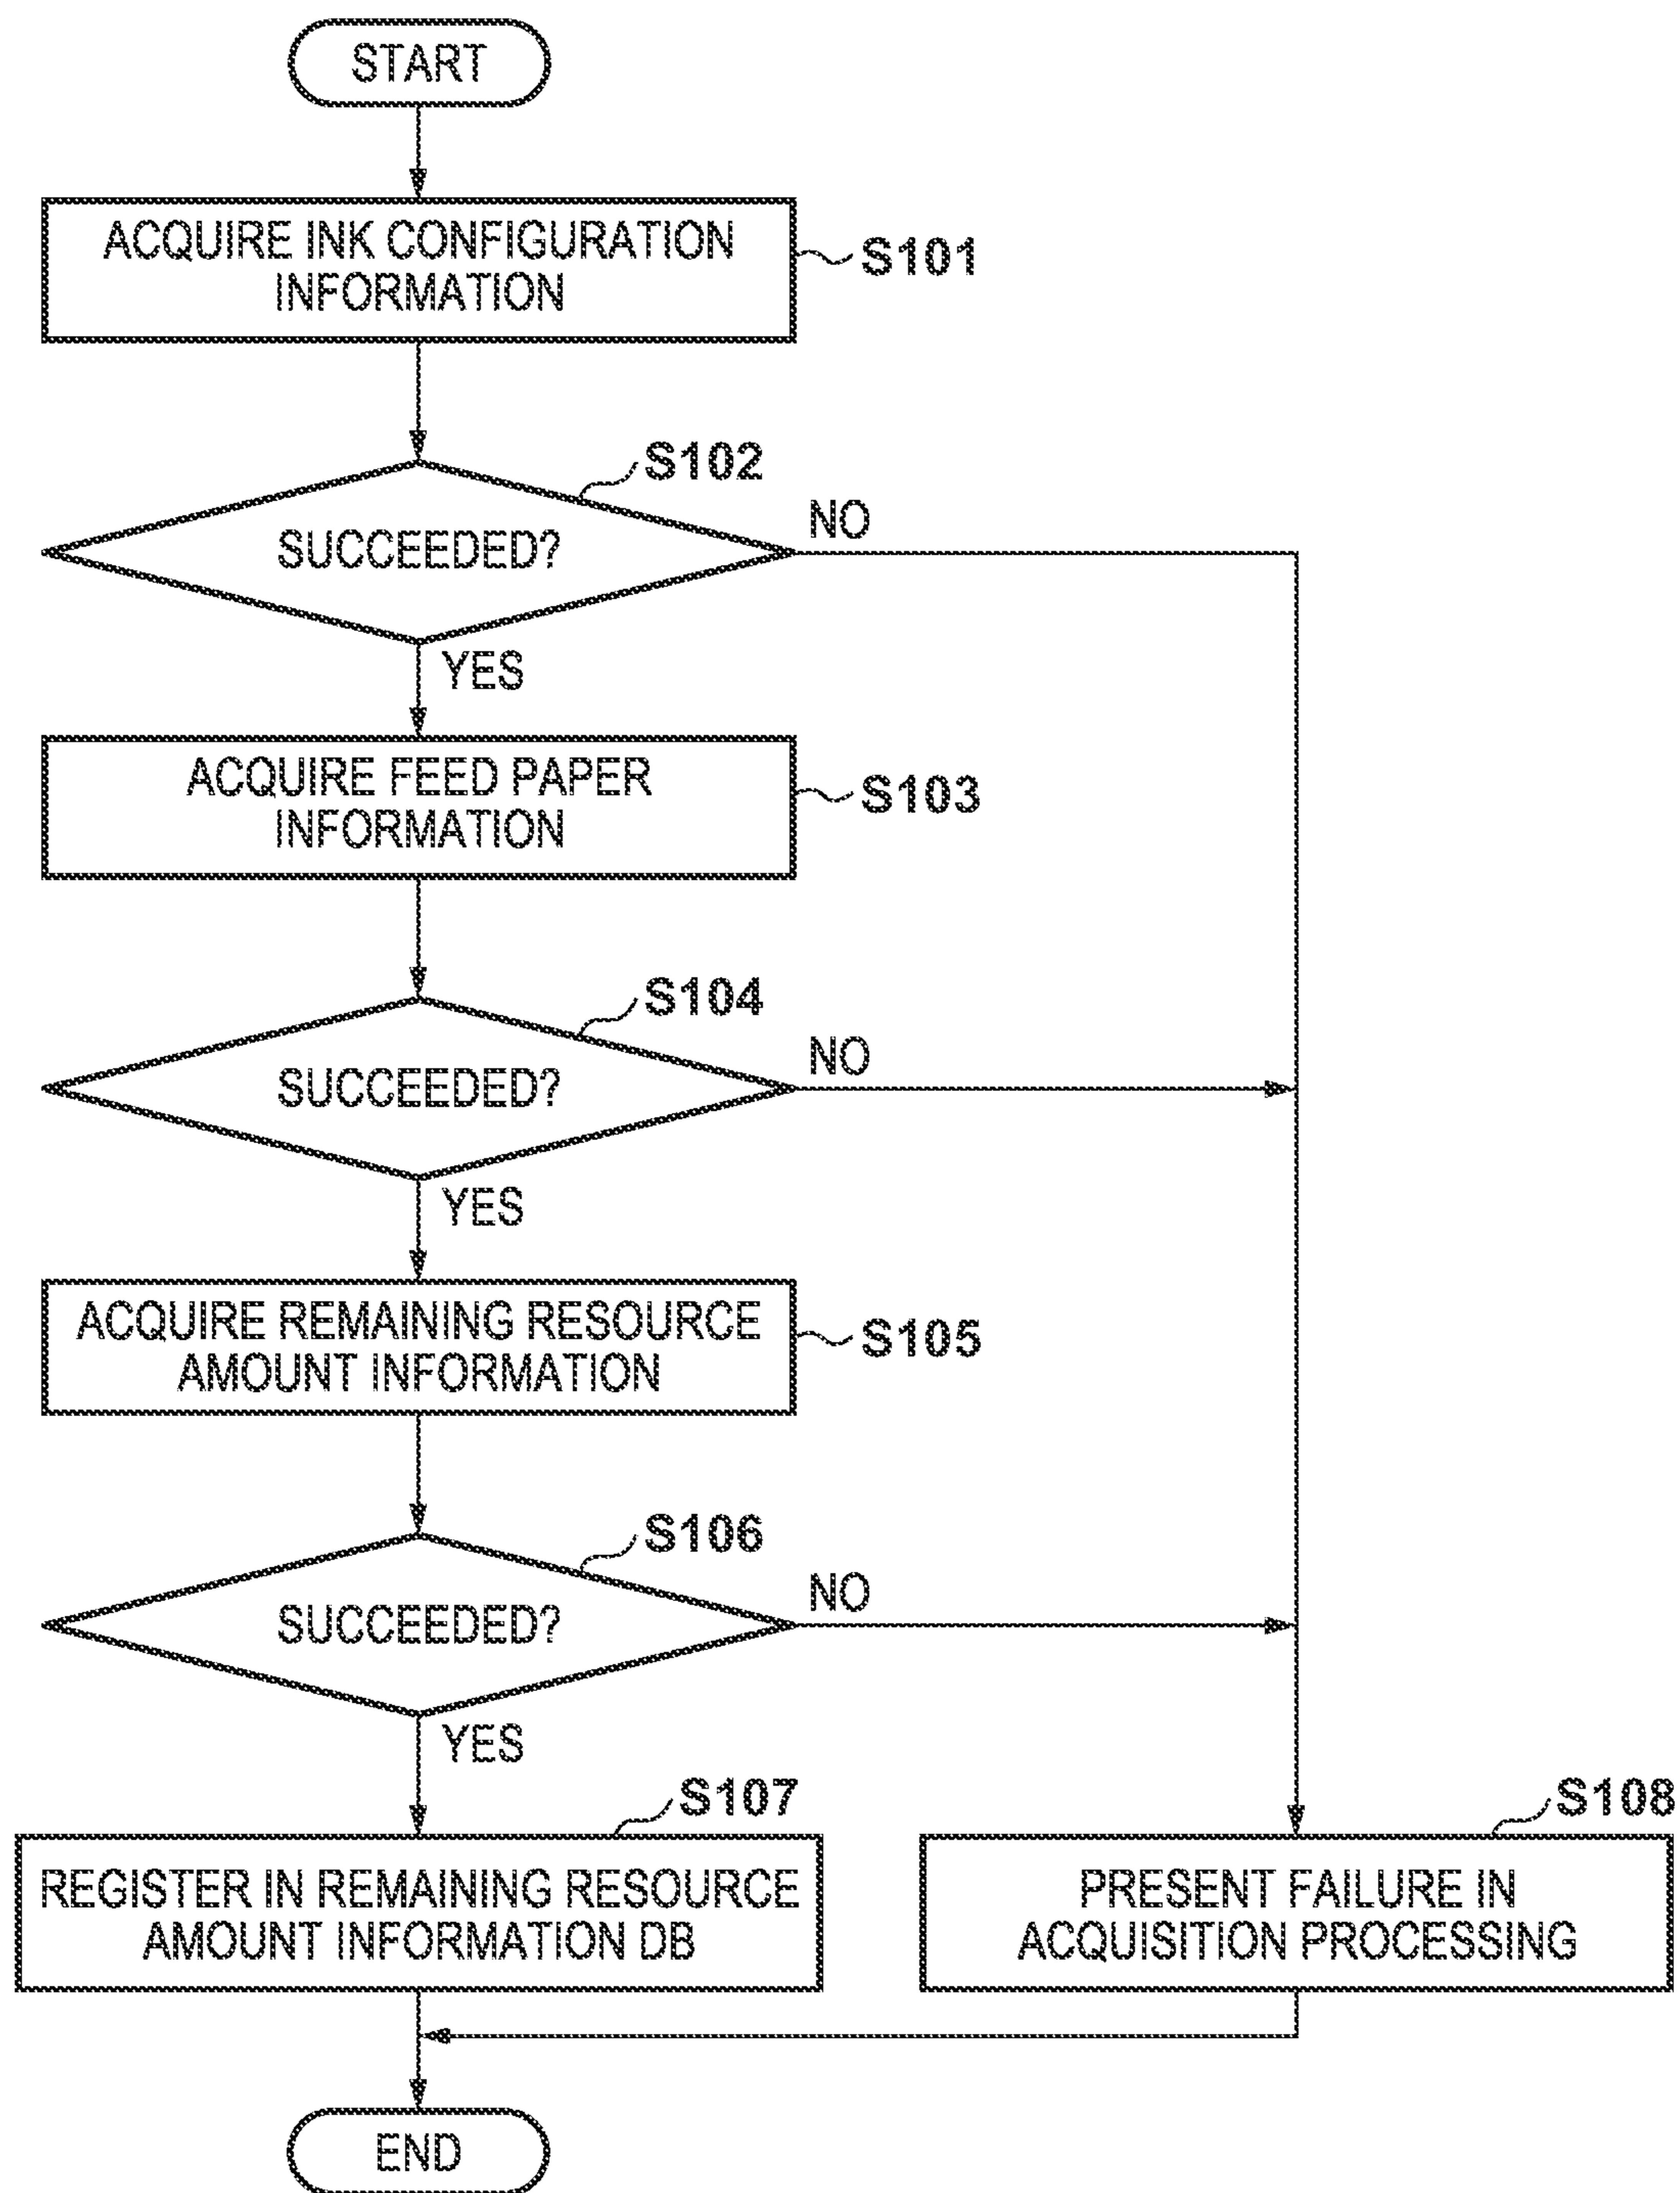 START
ACQUIRE INK CONFIGURATION
INFORMATION
S101
S102
SUCCEEDED?
NO
YES
ACQUIRE FEED PAPER
INFORMATION
S103
S104
SUCCEEDED?
NO
YES
ACQUIRE REMAINING RESOURCE
AMOUNT INFORMATION
S105
S106
SUCCEEDED?
NO
YES
S107
REGISTER IN REMAINING RESOURCE
AMOUNT INFORMATION DB
S108
PRESENT FAILURE IN
ACQUISITION PROCESSING
END